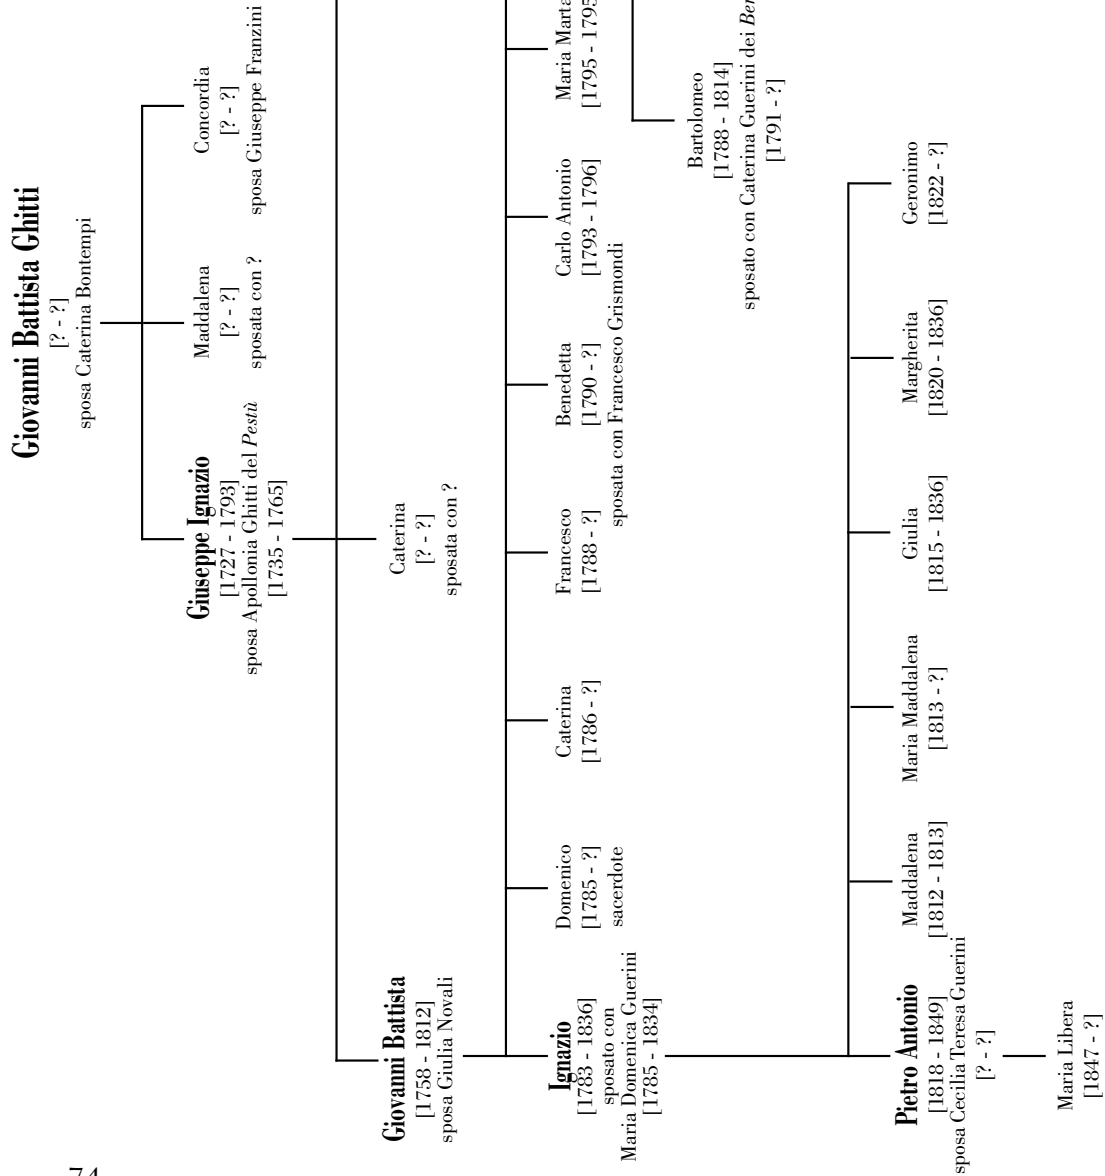 Giovanni Battista Ghitti
[? - ?]
sposa Caterina Bontempi
Giuseppe Ignazio
[1727 - 1793]
sposa Apollonia Ghitti del Pestù
[1735 - 1765]
Maddalena
[? - ?]
sposata con ?
Concordia
[? - ?]
sposa Giuseppe Franzini
Giovanni Battista
[1758 - 1812]
sposa Giulia Novali
Caterina
[? - ?]
sposata con ?
Ignazio
[1783 - 1836]
sposato con
Maria Domenica Guerini
[1785 - 1834]
Domenico
[1785 - ?]
sacerdote
Caterina
[1786 - ?]
Francesco
[1788 - ?]
Benedetta
[1790 - ?]
sposata con Francesco Grismondi
Carlo Antonio
[1793 - 1796]
Maria Marta
[1795 - 1795
Bartolomeo
[1788 - 1814]
sposato con Caterina Guerini dei Ber
[1791 - ?]
Pietro Antonio
[1818 - 1849]
sposa Cecilia Teresa Guerini
[? - ?]
Maddalena
[1812 - 1813]
Maria Maddalena
[1813 - ?]
Giulia
[1815 - 1836]
Margherita
[1820 - 1836]
Geronimo
[1822 - ?]
Maria Libera
[1847 - ?]
74